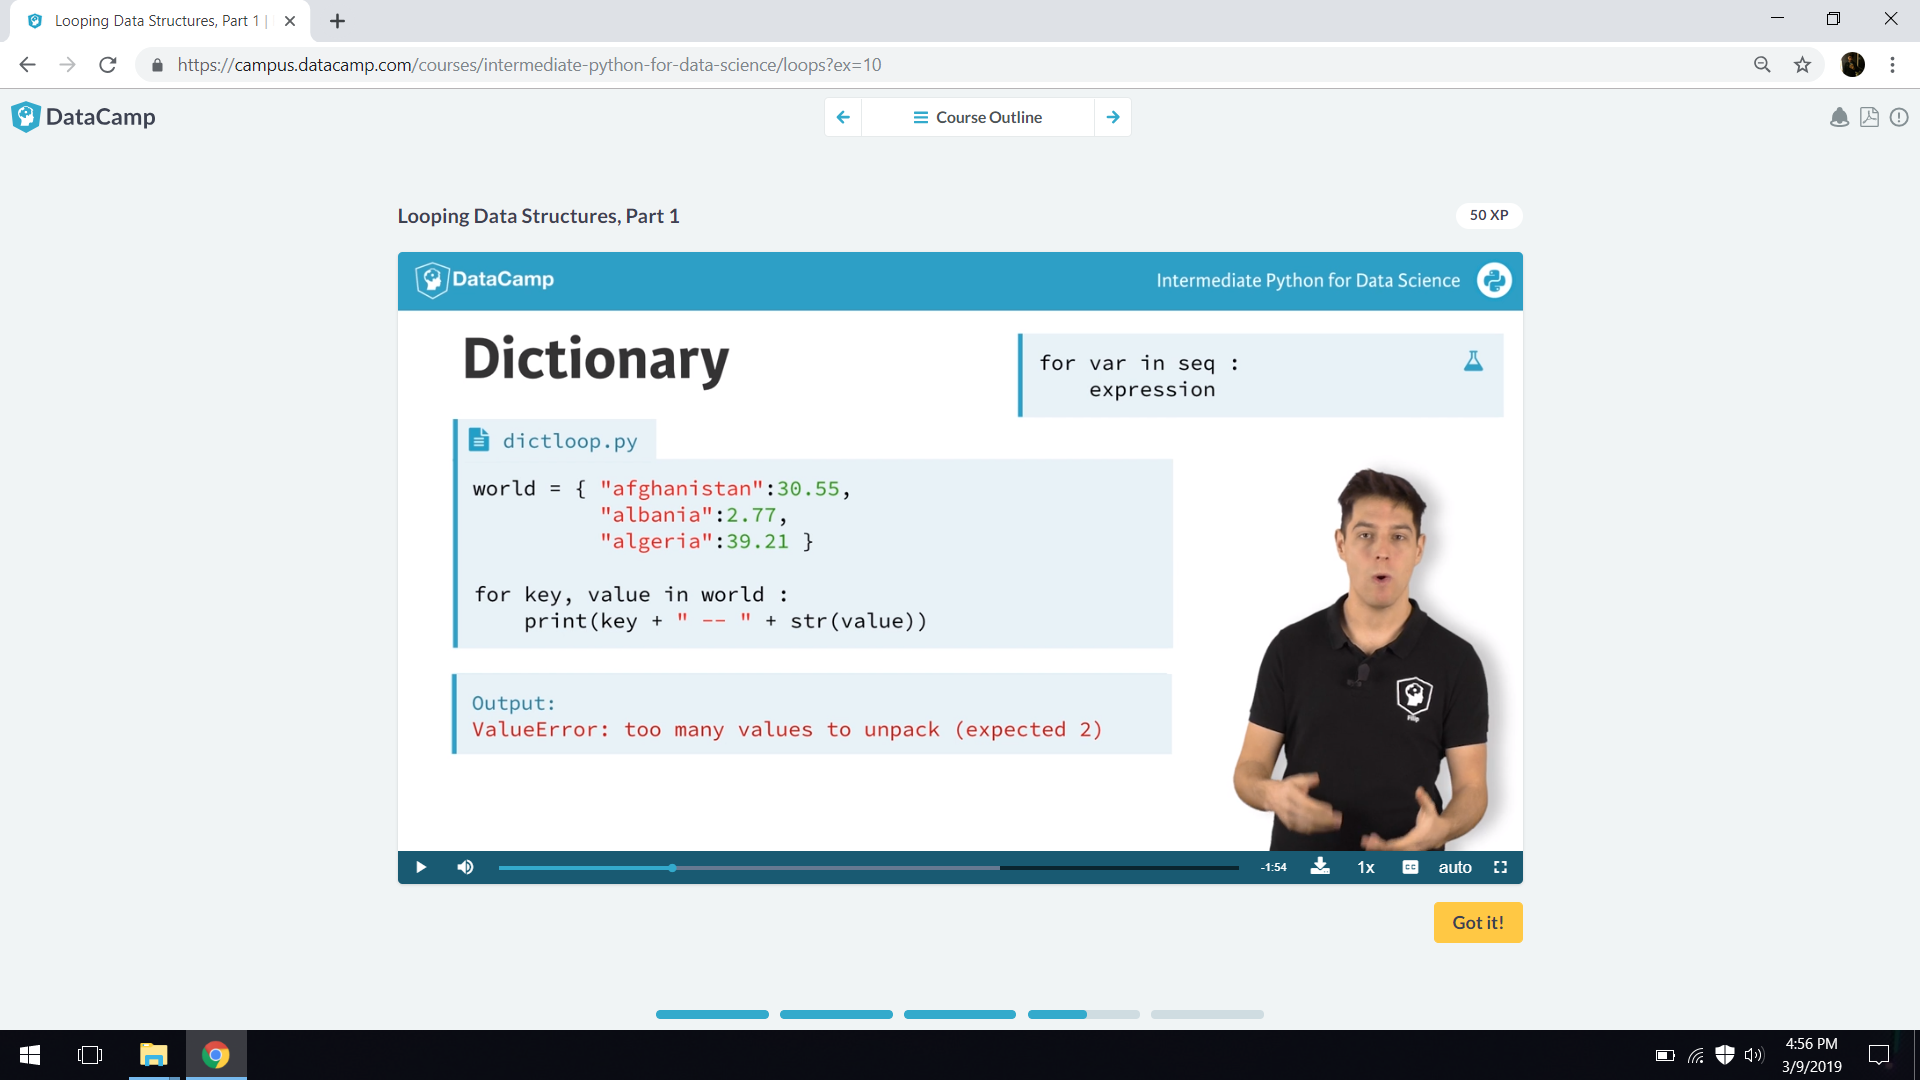 Looping Data Structures, Part 1 |
https://campus.datacamp.com/courses/intermediate-python-for-data-science/loops?ex=10
DataCamp
Course Outline
Looping Data Structures, Part 1
50 XP
DataCamp
Intermediate Python for Data Science
Dictionary
for var in seq :
    expression
dictloop.py
world = { "afghanistan":30.55,
          "albania":2.77,
          "algeria":39.21 }
for key, value in world :
    print(key + " -- " + str(value))
Output:
ValueError: too many values to unpack (expected 2)
Filip
-1:54
1x
CC
auto
Got it!
4:56 PM
3/9/2019